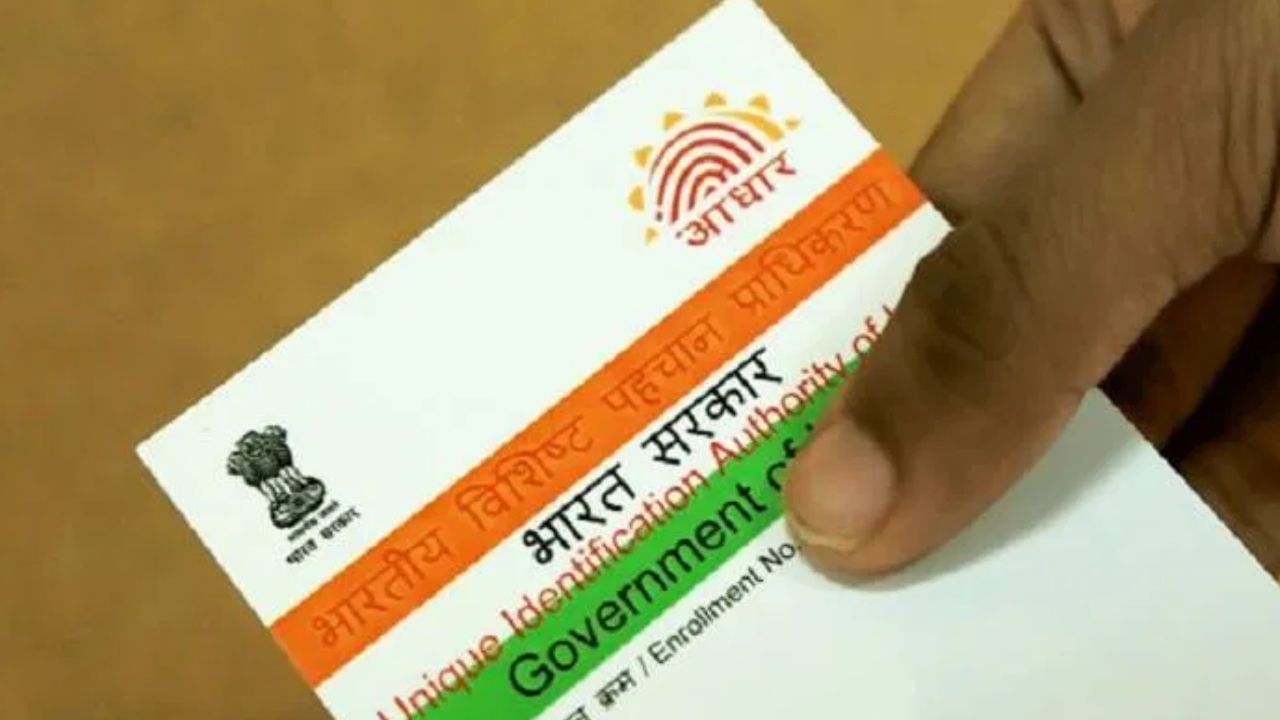 आधार
भारत सरकार
भारतीय विशिष्ट पहचान प्राधिकरण
भारत सरकार
Unique Identification Authority of
Government of
क्रम / Enrollment No.